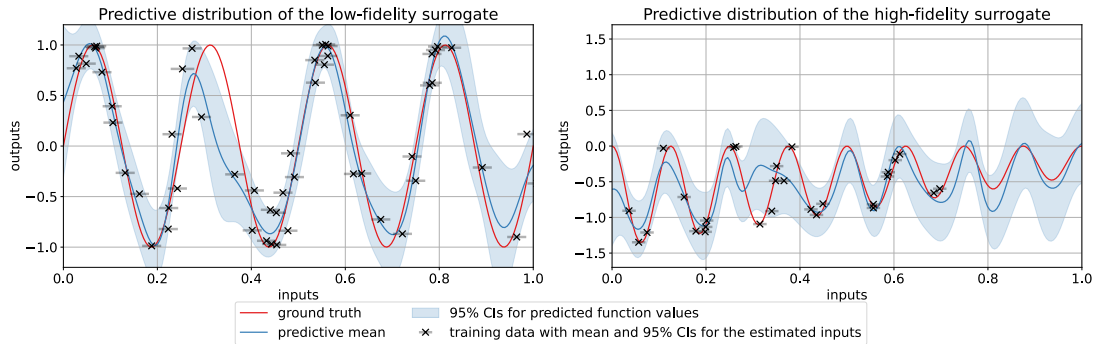 Predictive distribution of the low-fidelity surrogate
Predictive distribution of the high-fidelity surrogate
outputs
1.0
0.5
0.0
−0.5
−1.0
0.0 0.2 0.4 0.6 0.8 1.0
inputs
outputs
1.5
1.0
0.5
0.0
−0.5
−1.0
−1.5
0.0 0.2 0.4 0.6 0.8 1.0
inputs
ground truth
predictive mean
95% CIs for predicted function values
training data with mean and 95% CIs for the estimated inputs